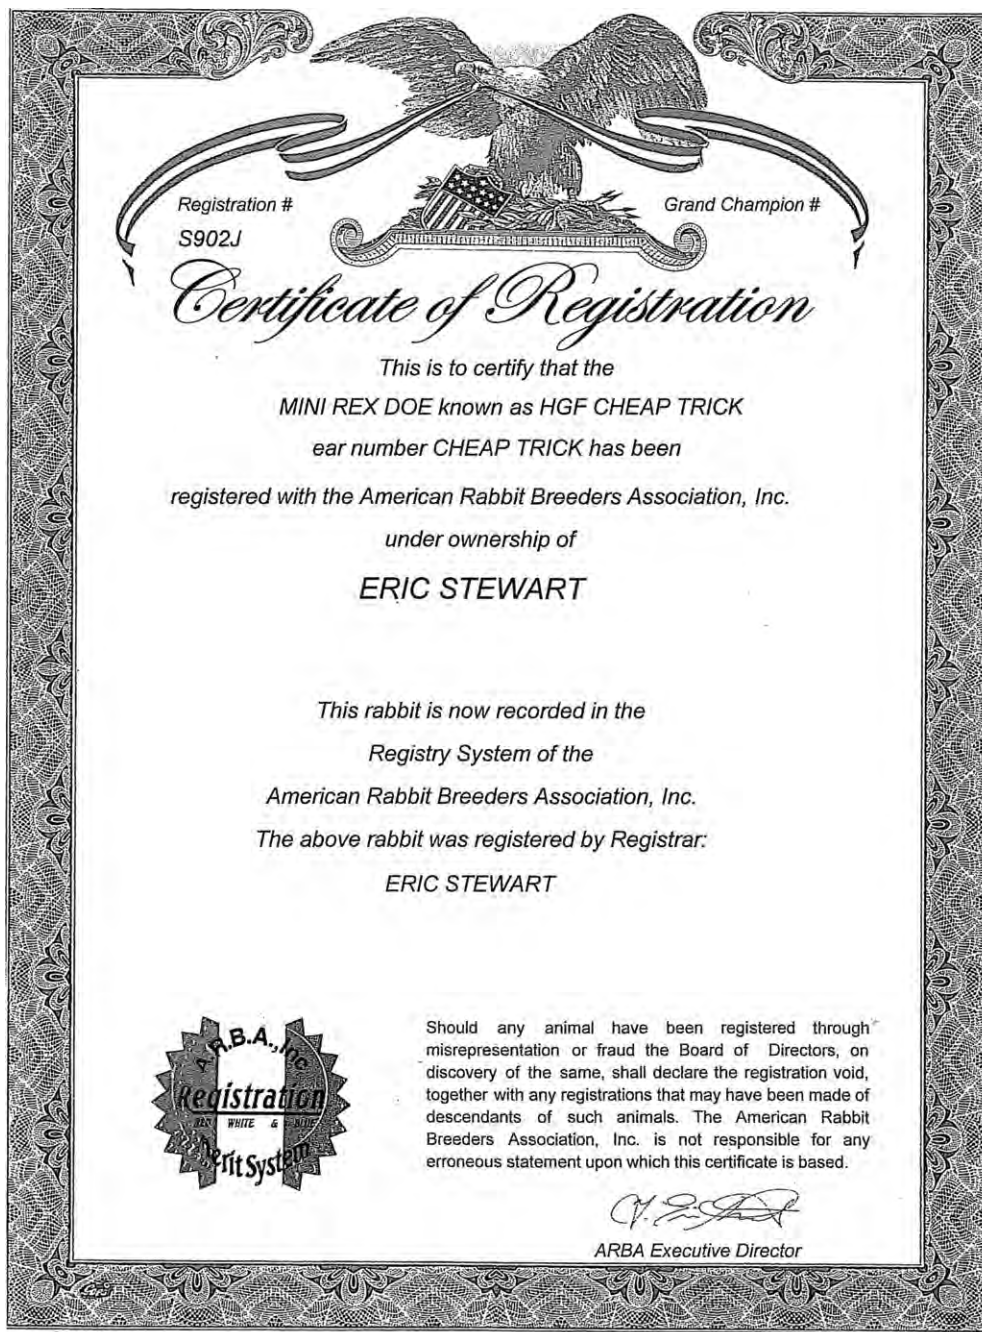 Registration #
Grand Champion #
S902J
Certificate of Registration
This is to certify that the
MINI REX DOE known as HGF CHEAP TRICK
ear number CHEAP TRICK has been
registered with the American Rabbit Breeders Association, Inc.
under ownership of
ERIC STEWART
This rabbit is now recorded in the
Registry System of the
American Rabbit Breeders Association, Inc.
The above rabbit was registered by Registrar:
ERIC STEWART
A.R.B.A., Inc
Registration
RED WHITE & BLUE
Merit System
Should any animal have been registered through
misrepresentation or fraud the Board of Directors, on
discovery of the same, shall declare the registration void,
together with any registrations that may have been made of
descendants of such animals. The American Rabbit
Breeders Association, Inc. is not responsible for any
erroneous statement upon which this certificate is based.
ARBA Executive Director